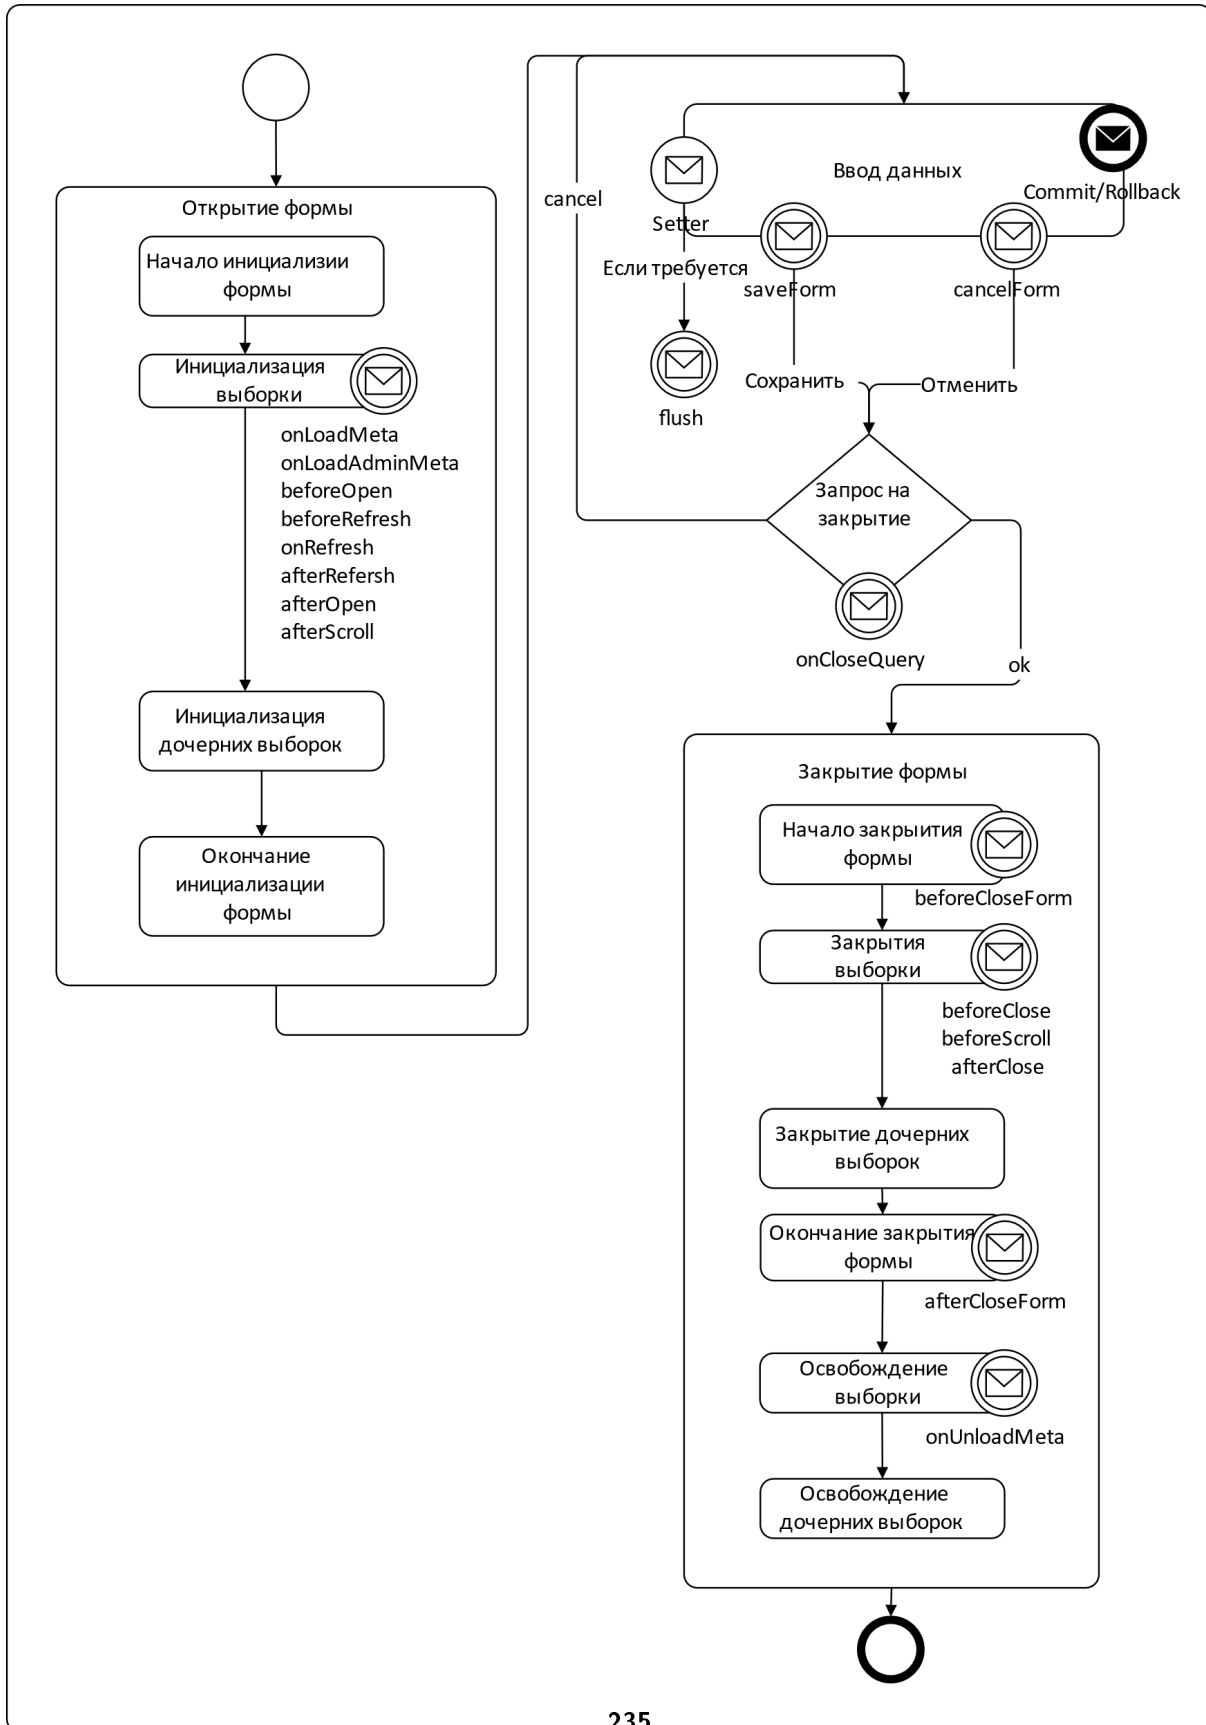 Открытие формы
Начало инициализии
формы
Инициализация
выборки
onLoadMeta
onLoadAdminMeta
beforeOpen
beforeRefresh
onRefresh
afterRefersh
afterOpen
afterScroll
Инициализация
дочерних выборок
Окончание
инициализации
формы
cancel
Ввод данных
Commit/Rollback
Setter
Если требуется
saveForm
cancelForm
flush
Сохранить
Отменить
Запрос на
закрытие
onCloseQuery
ok
Закрытие формы
Начало закрыития
формы
beforeCloseForm
Закрытия
выборки
beforeClose
beforeScroll
afterClose
Закрытие дочерних
выборок
Окончание закрытия
формы
afterCloseForm
Освобождение
выборки
onUnloadMeta
Освобождение
дочерних выборок
235